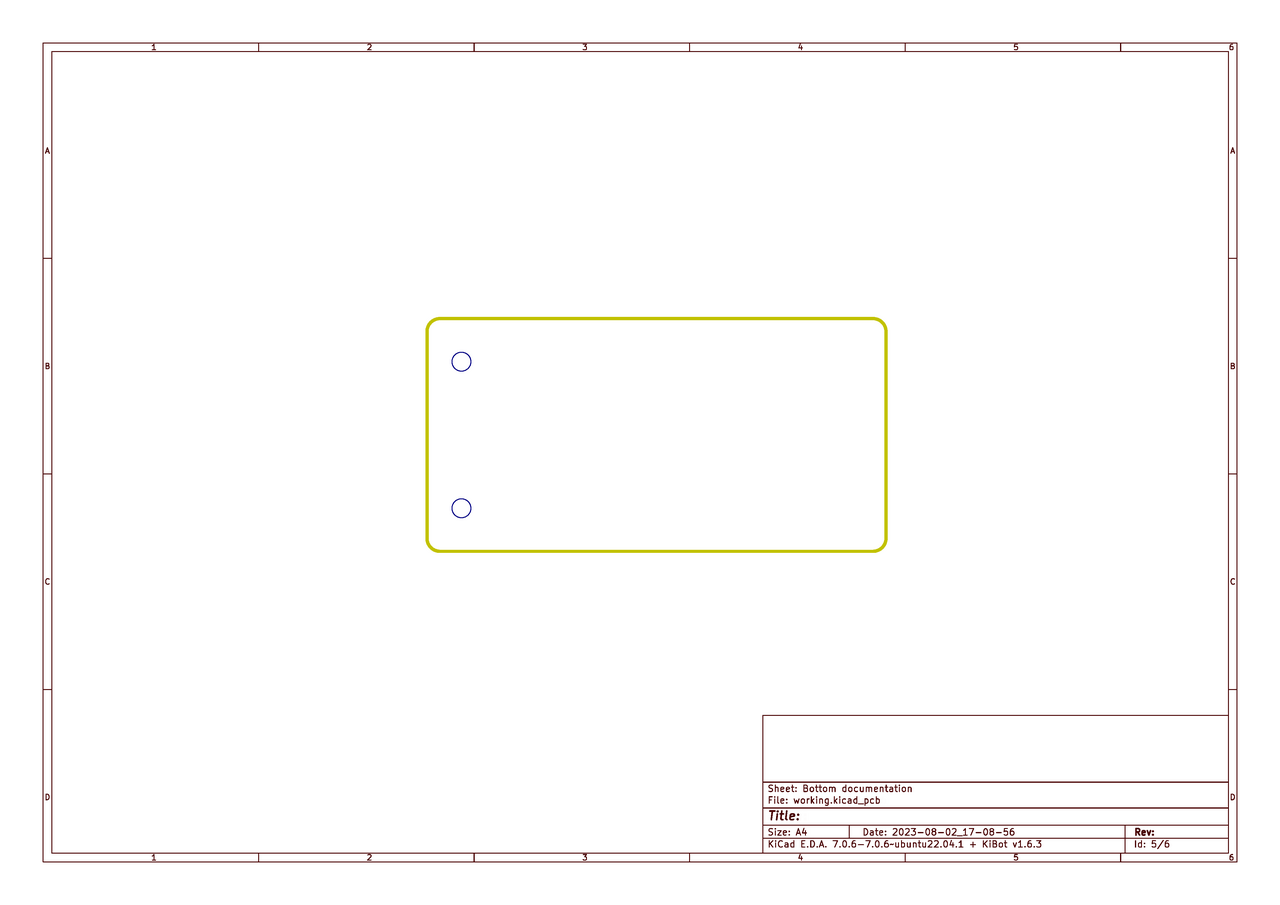 1 2 3 4 5 6
A A
B B
C C
Sheet: Bottom documentation
File: working.kicad_pcb
D D
Title:
Size: A4 Date: 2023-08-02_17-08-56 Rev:
KiCad E.D.A. 7.0.6-7.0.6~ubuntu22.04.1 + KiBot v1.6.3 Id: 5/6
1 2 3 4 5 6